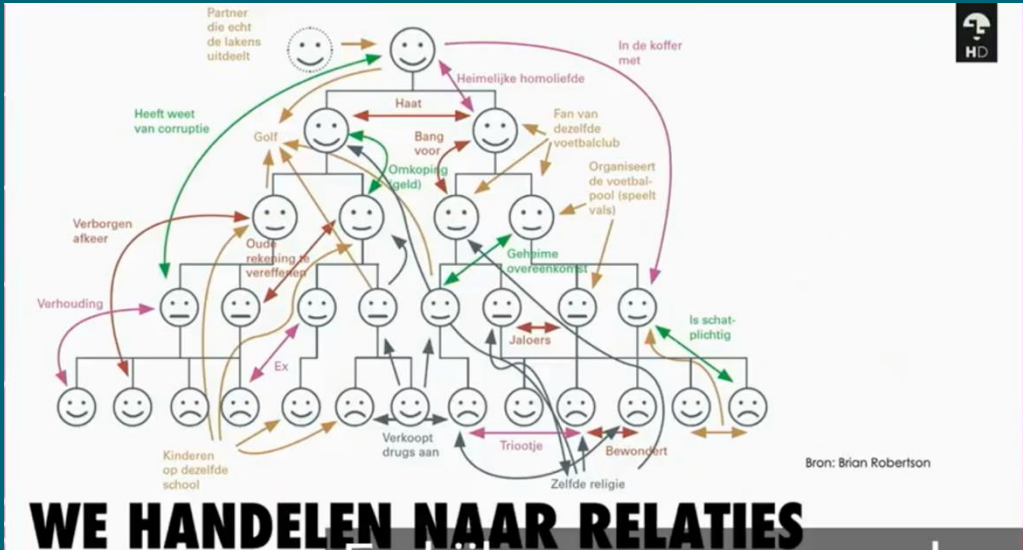 Partner
die echt
de lakens
uitdeelt
In de koffer
met
HD
Heimelijke homoliefde
Haat
Heeft weet
van corruptie
Golf
Bang
voor
Fan van
dezelfde
voetbalclub
Omkoping
(geld)
Organiseert
de voetbal-
pool (speelt
vals)
Verborgen
afkeer
Oude
rekening te
vereffenen
Geheime
overeenkomst
Verhouding
Jaloers
Is schat-
plichtig
Ex
Kinderen
op dezelfde
school
Verkoopt
drugs aan
Triootje
Bewondert
Zelfde religie
Bron: Brian Robertson
WE HANDELEN NAAR RELATIES